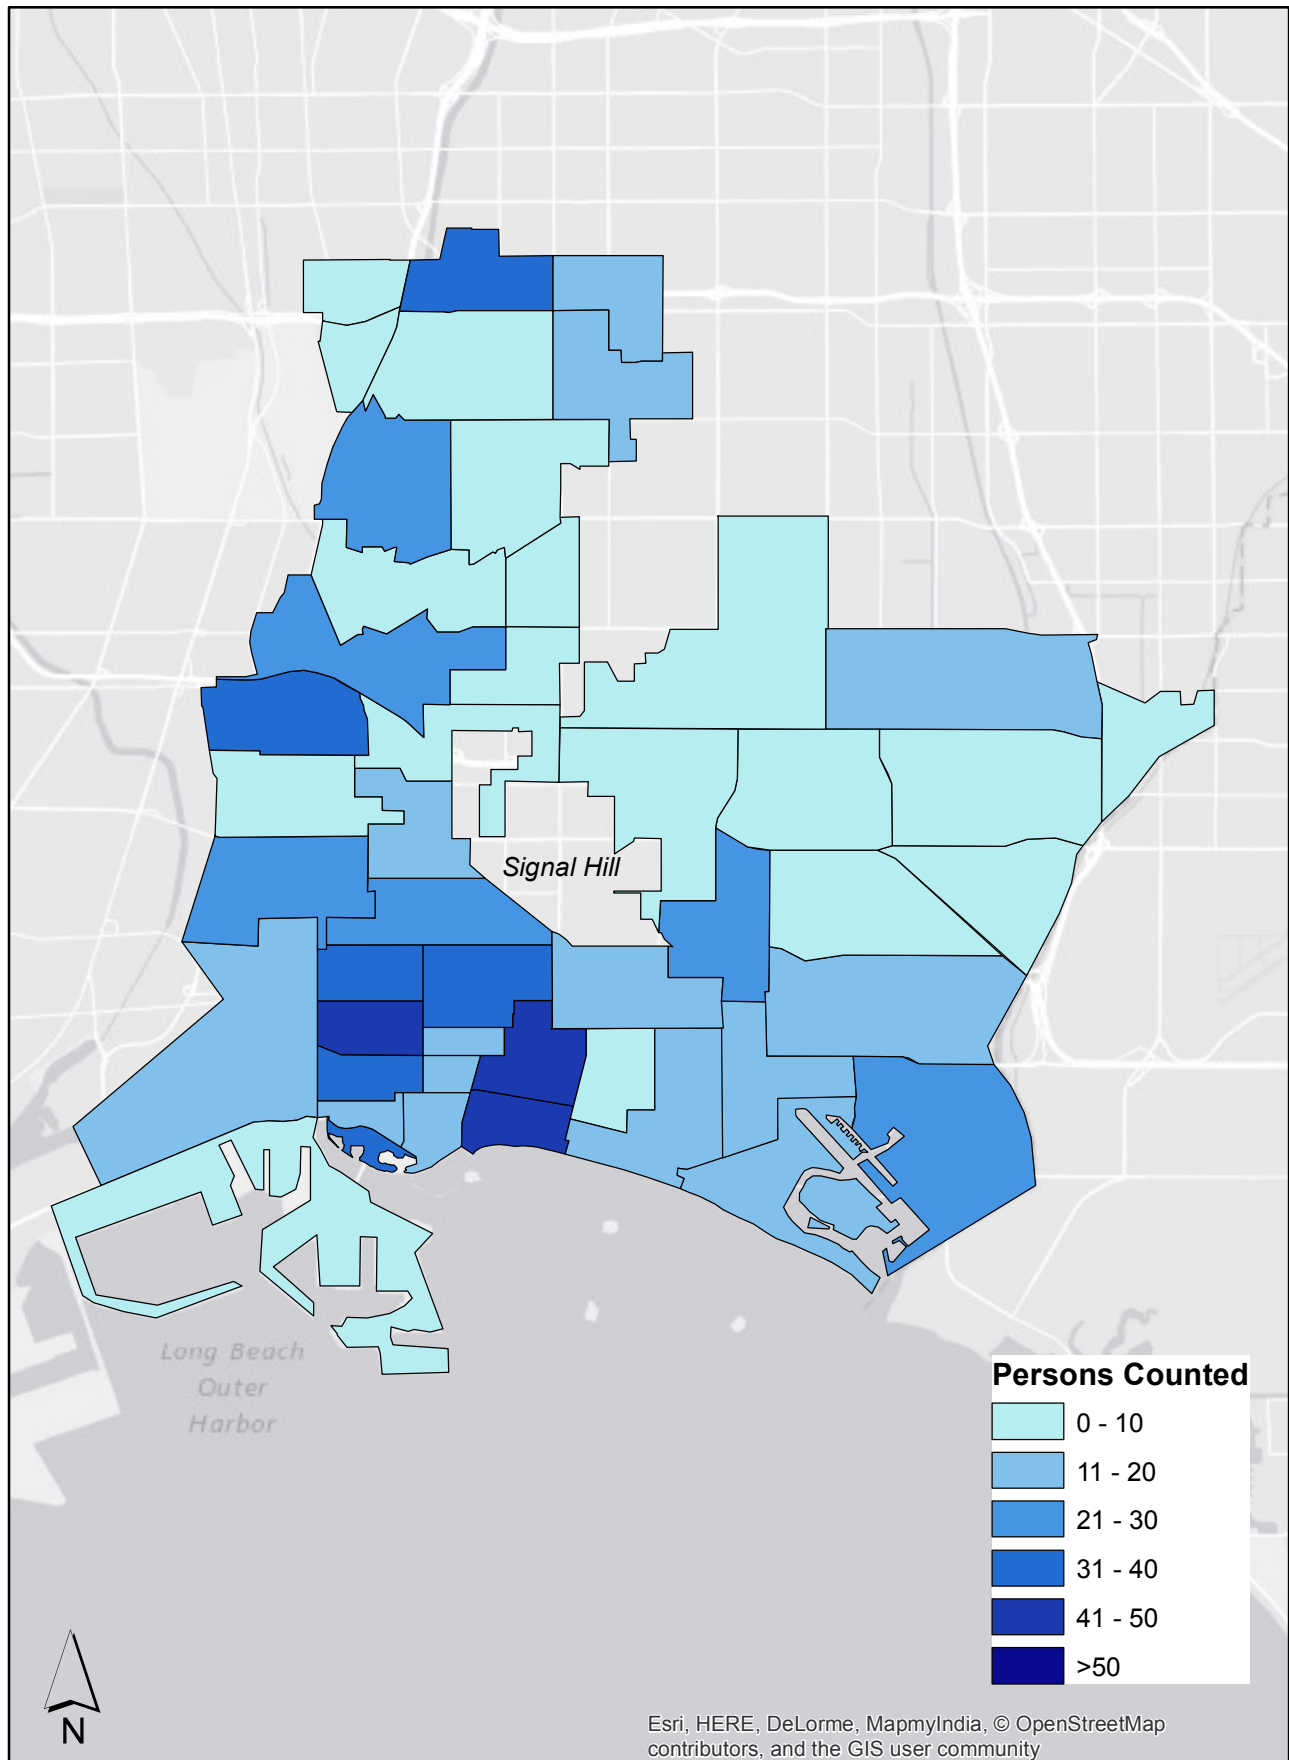 Signal Hill
Long Beach
Outer
Harbor
Persons Counted
0 - 10
11 - 20
21 - 30
31 - 40
41 - 50
>50
N
Esri, HERE, DeLorme, MapmyIndia, © OpenStreetMap
contributors, and the GIS user community